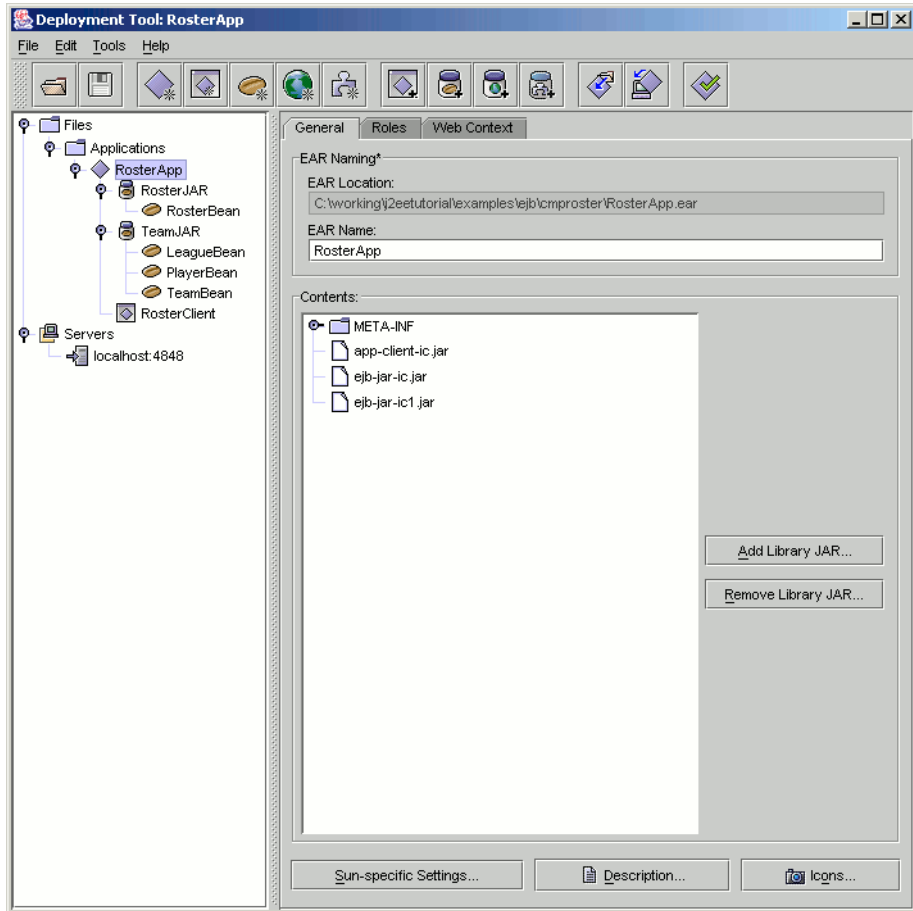 Deployment Tool: RosterApp
File Edit Tools Help
Files
Applications
RosterApp
RosterJAR
RosterBean
TeamJAR
LeagueBean
PlayerBean
TeamBean
RosterClient
Servers
localhost:4848
General Roles Web Context
EAR Naming*
EAR Location:
C:\working\j2eetutorial\examples\ejb\cmproster\RosterApp.ear
EAR Name:
RosterApp
Contents:
META-INF
app-client-ic.jar
ejb-jar-ic.jar
ejb-jar-ic1.jar
Add Library JAR...
Remove Library JAR...
Sun-specific Settings... Description... Icons...